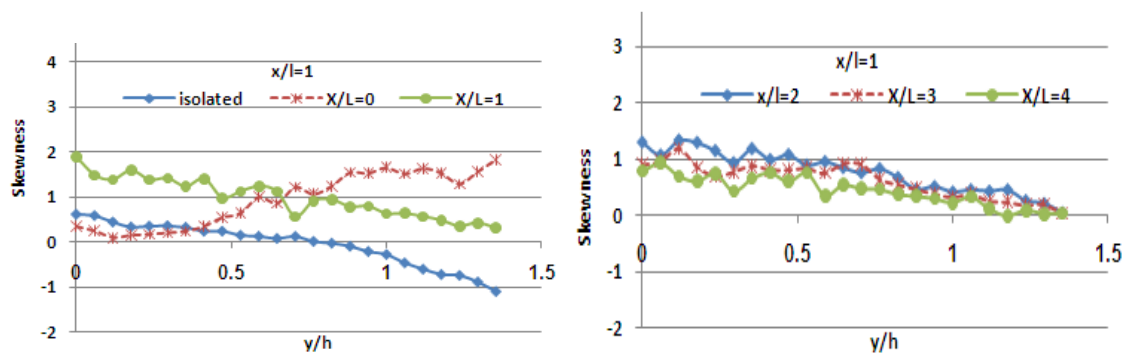 4
3
2
1
0
-1
-2
0
0.5
1
1.5
Skewness
y/h
x/l=1
isolated
X/L=0
X/L=1
3
2
1
0
-1
-2
0
0.5
1
1.5
Skewness
y/h
x/l=1
x/l=2
X/L=3
X/L=4